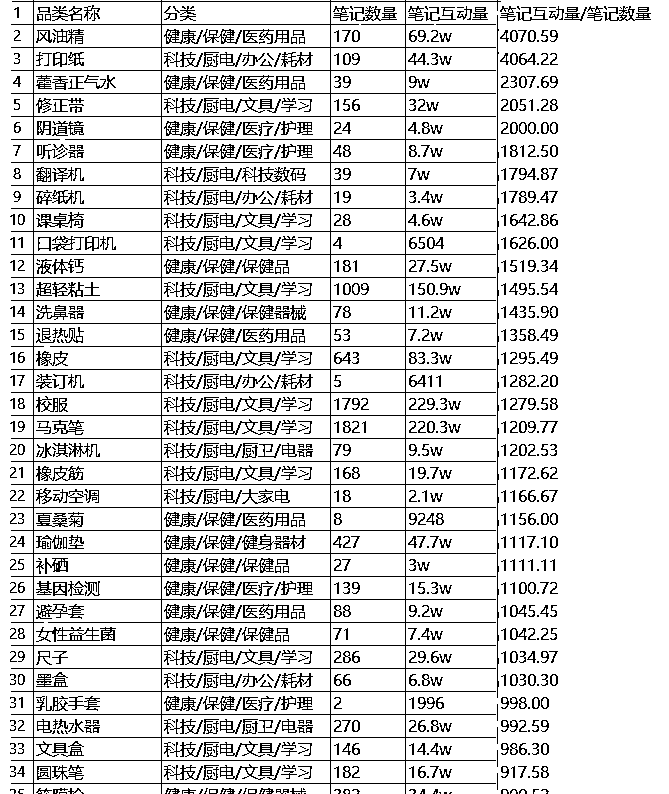 1 品类名称 分类 笔记数量 笔记互动量 笔记互动量/笔记数量
2 风油精 健康/保健/医药用品 170 69.2w 4070.59
3 打印纸 科技/厨电/办公/耗材 109 44.3w 4064.22
4 藿香正气水 健康/保健/医药用品 39 9w 2307.69
5 修正带 科技/厨电/文具/学习 156 32w 2051.28
6 阴道镜 健康/保健/医疗/护理 24 4.8w 2000.00
7 听诊器 健康/保健/医疗/护理 48 8.7w 1812.50
8 翻译机 科技/厨电/科技数码 39 7w 1794.87
9 碎纸机 科技/厨电/办公/耗材 19 3.4w 1789.47
10 课桌椅 科技/厨电/文具/学习 28 4.6w 1642.86
11 口袋打印机 科技/厨电/文具/学习 4 6504 1626.00
12 液体钙 健康/保健/保健品 181 27.5w 1519.34
13 超轻粘土 科技/厨电/文具/学习 1009 150.9w 1495.54
14 洗鼻器 健康/保健/保健器械 78 11.2w 1435.90
15 退热贴 健康/保健/医药用品 53 7.2w 1358.49
16 橡皮 科技/厨电/文具/学习 643 83.3w 1295.49
17 装订机 科技/厨电/办公/耗材 5 6411 1282.20
18 校服 科技/厨电/文具/学习 1792 229.3w 1279.58
19 马克笔 科技/厨电/文具/学习 1821 220.3w 1209.77
20 冰淇淋机 科技/厨电/厨卫/电器 79 9.5w 1202.53
21 橡皮筋 科技/厨电/文具/学习 168 19.7w 1172.62
22 移动空调 科技/厨电/大家电 18 2.1w 1166.67
23 夏桑菊 健康/保健/医药用品 8 9248 1156.00
24 瑜伽垫 健康/保健/健身器材 427 47.7w 1117.10
25 补硒 健康/保健/保健品 27 3w 1111.11
26 基因检测 健康/保健/医疗/护理 139 15.3w 1100.72
27 避孕套 健康/保健/医药用品 88 9.2w 1045.45
28 女性益生菌 健康/保健/保健品 71 7.4w 1042.25
29 尺子 科技/厨电/文具/学习 286 29.6w 1034.97
30 墨盒 科技/厨电/办公/耗材 66 6.8w 1030.30
31 乳胶手套 健康/保健/医疗/护理 2 1996 998.00
32 电热水器 科技/厨电/厨卫/电器 270 26.8w 992.59
33 文具盒 科技/厨电/文具/学习 146 14.4w 986.30
34 圆珠笔 科技/厨电/文具/学习 182 16.7w 917.58